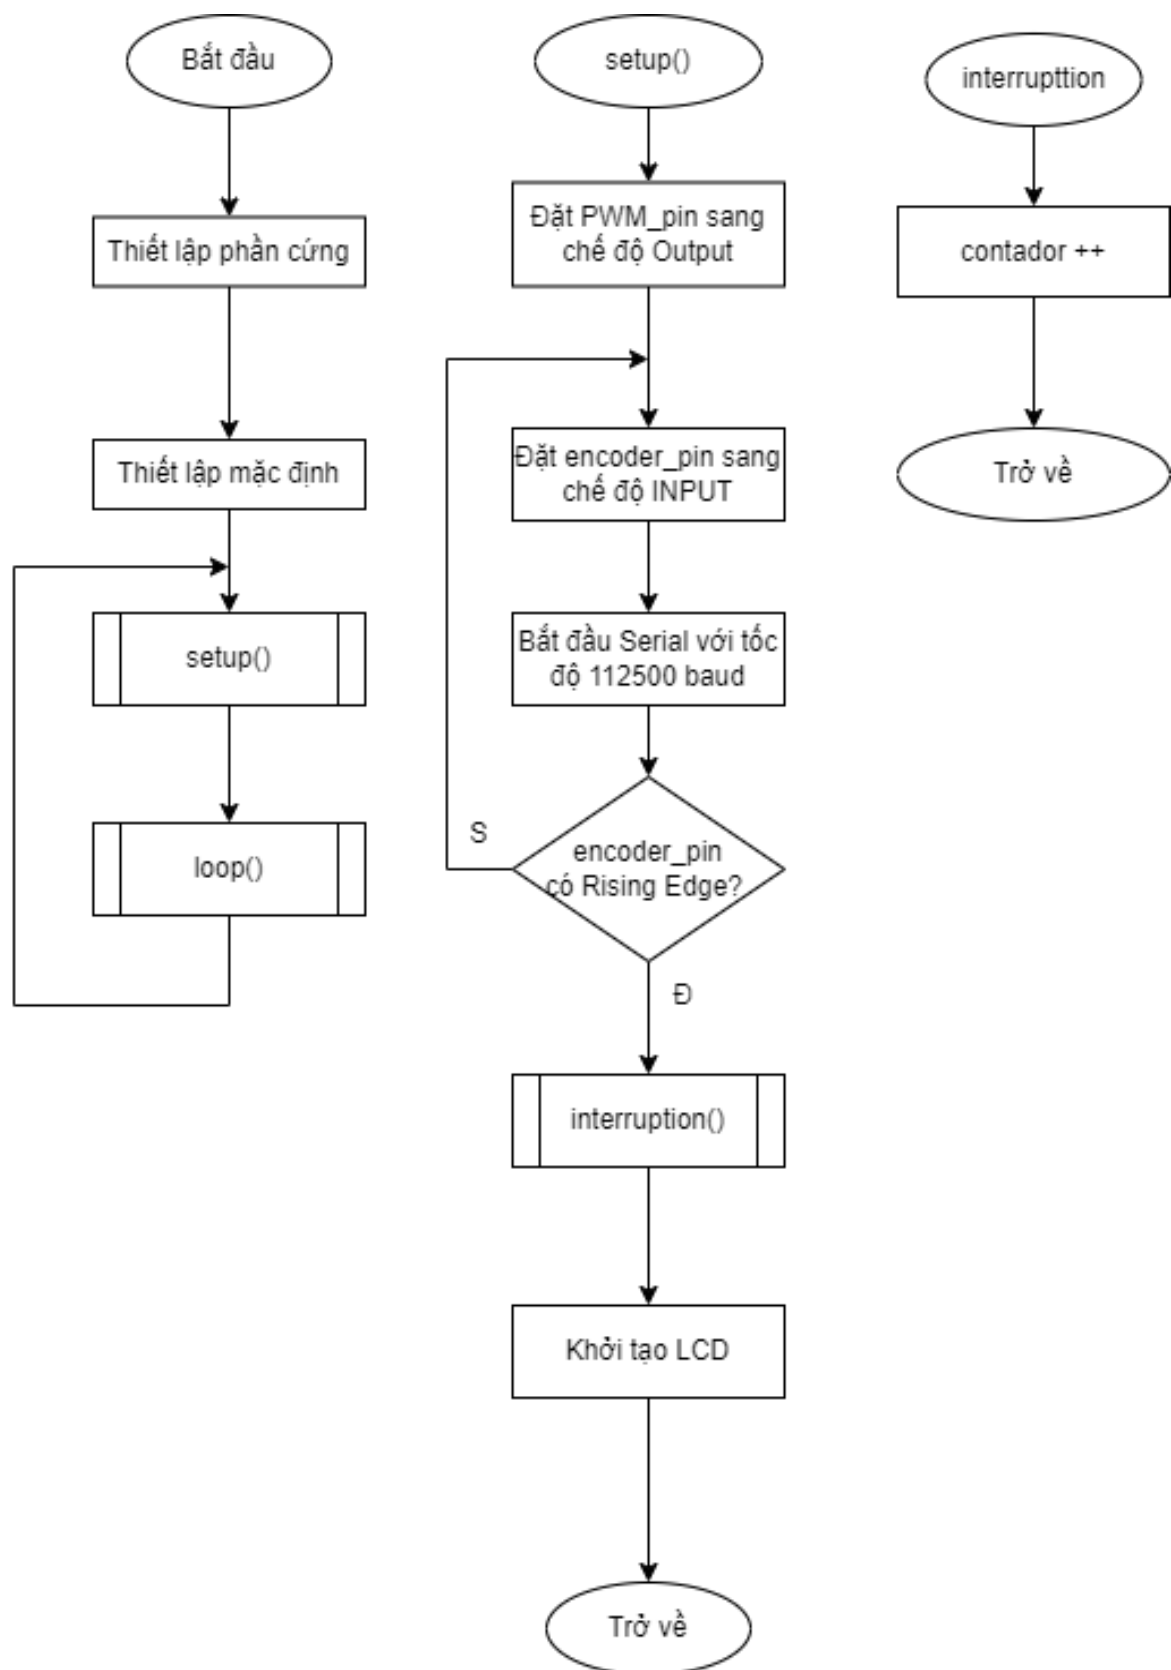 Bắt đầu
Thiết lập phần cứng
Thiết lập mặc định
setup()
loop()
setup()
Đặt PWM_pin sang
chế độ Output
Đặt encoder_pin sang
chế độ INPUT
Bắt đầu Serial với tốc
độ 112500 baud
S
encoder_pin
có Rising Edge?
Đ
interruption()
Khởi tạo LCD
Trở về
interrupttion
contador ++
Trở về